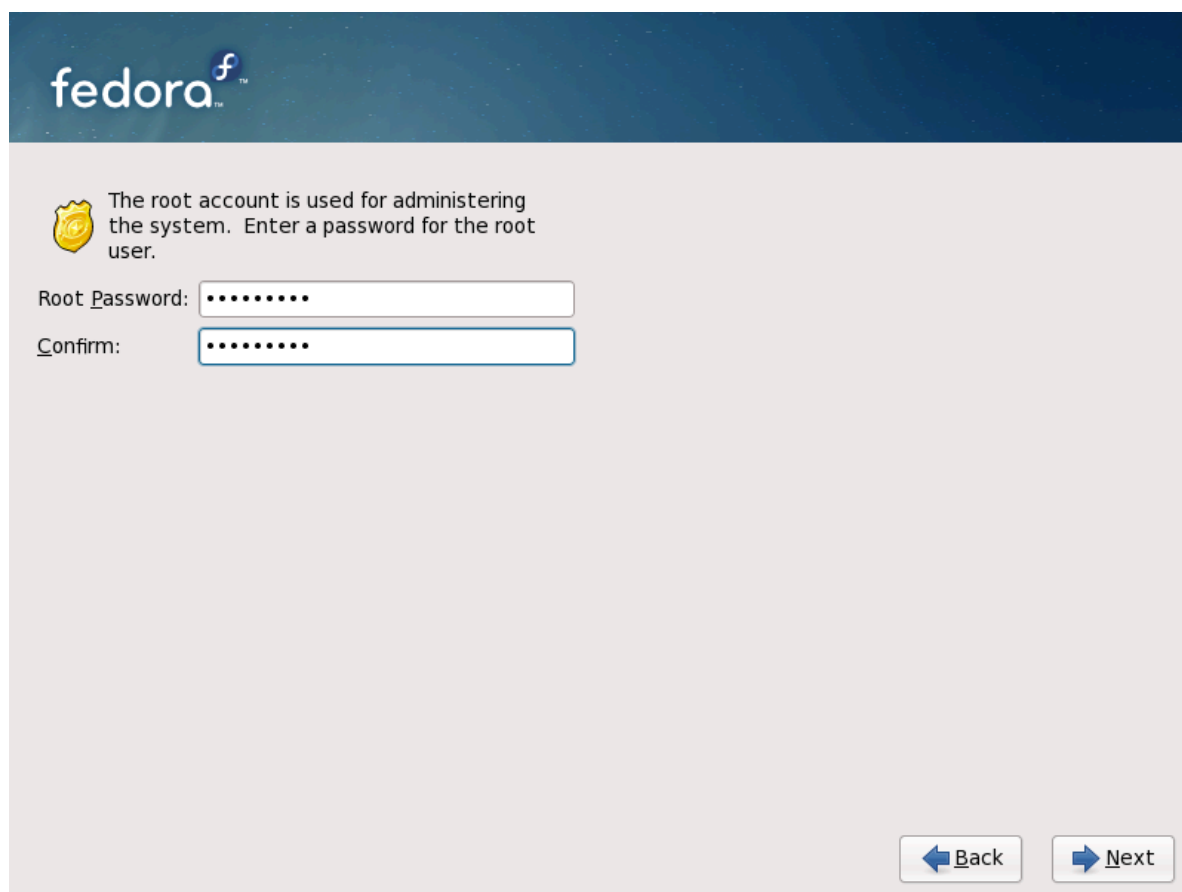 fedora™
The root account is used for administering
the system.  Enter a password for the root
user.
Root Password: •••••••••
Confirm: •••••••••
Back
Next